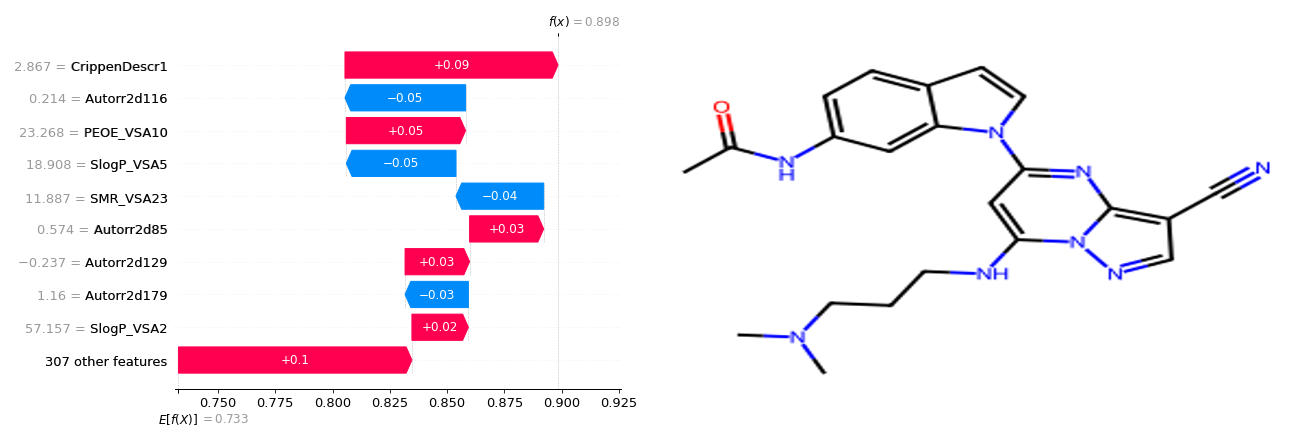 f(x) = 0.898
2.867 = CrippenDescr1
+0.09
0.214 = Autorr2d116
−0.05
23.268 = PEOE_VSA10
+0.05
18.908 = SlogP_VSA5
−0.05
11.887 = SMR_VSA23
−0.04
0.574 = Autorr2d85
+0.03
−0.237 = Autorr2d129
+0.03
1.16 = Autorr2d179
−0.03
57.157 = SlogP_VSA2
+0.02
307 other features
+0.1
0.750 0.775 0.800 0.825 0.850 0.875 0.900 0.925
E[f(X)] = 0.733
O
N
H
N
N
N
N
N
NH
N